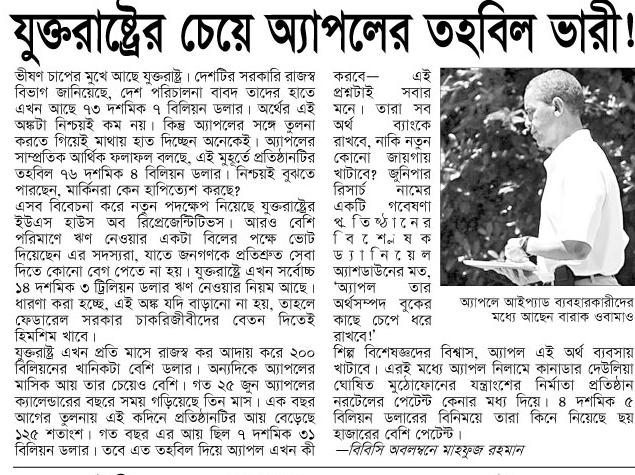 যুক্তরাষ্ট্রের চেয়ে অ্যাপলের তহবিল ভারী!
ভীষণ চাপের মুখে আছে যুক্তরাষ্ট্র। দেশটির সরকারি রাজস্ব
বিভাগ জানিয়েছে, দেশ পরিচালনা বাবদ তাদের হাতে
এখন আছে ৭৩ দশমিক ৭ বিলিয়ন ডলার। অর্থের এই
অঙ্কটা নিশ্চয়ই কম নয়। কিন্তু অ্যাপলের সঙ্গে তুলনা
করতে গিয়েই মাথায় হাত দিচ্ছেন অনেকেই। অ্যাপলের
সাম্প্রতিক আর্থিক ফলাফল বলছে, এই মুহূর্তে প্রতিষ্ঠানটির
তহবিল ৭৬ দশমিক ৪ বিলিয়ন ডলার। নিশ্চয়ই বুঝতে
পারছেন, মার্কিনরা কেন হাপিত্যেশ করছে?
এসব বিবেচনা করে নতুন পদক্ষেপ নিয়েছে যুক্তরাষ্ট্রের
ইউএস হাউস অব রিপ্রেজেন্টিটিভস। আরও বেশি
পরিমাণে ঋণ নেওয়ার একটা বিলের পক্ষে ভোট
দিয়েছেন এর সদস্যরা, যাতে জনগণকে প্রতিশ্রুত সেবা
দিতে কোনো বেগ পেতে না হয়। যুক্তরাষ্ট্রে এখন সর্বোচ্চ
১৪ দশমিক ৩ ট্রিলিয়ন ডলার ঋণ নেওয়ার নিয়ম আছে।
ধারণা করা হচ্ছে, এই অঙ্ক যদি বাড়ানো না হয়, তাহলে
ফেডারেল সরকার চাকরিজীবীদের বেতন দিতেই
হিমশিম খাবে।
যুক্তরাষ্ট্র এখন প্রতি মাসে রাজস্ব কর আদায় করে ২০০
বিলিয়নের খানিকটা বেশি ডলার। অন্যদিকে অ্যাপলের
মাসিক আয় তার চেয়েও বেশি। গত ২৫ জুন অ্যাপলের
ক্যালেন্ডারের বছরে সময় গড়িয়েছে তিন মাস। এক বছর
আগের তুলনায় এই কদিনে প্রতিষ্ঠানটির আয় বেড়েছে
১২৫ শতাংশ। গত বছর এর আয় ছিল ৭ দশমিক ৩১
বিলিয়ন ডলার। তবে এত তহবিল দিয়ে অ্যাপল এখন কী
করবে— এই
প্রশ্নটাই সবার
মনে। তারা সব
অর্থ ব্যাংকে
রাখবে, নাকি নতুন
কোনো জায়গায়
খাটাবে? জুনিপার
রিসার্চ নামের
একটি গবেষণা
প্রতিষ্ঠানের
বিশ্লেষক
ড্যানিয়েল
অ্যাশডাউনের মত,
‘অ্যাপল তার
অর্থসম্পদ বুকের
কাছে চেপে ধরে
রাখবে!’
অ্যাপলে আইপ্যাড ব্যবহারকারীদের
মধ্যে আছেন বারাক ওবামাও
শিল্প বিশেষজ্ঞদের বিশ্বাস, অ্যাপল এই অর্থ ব্যবসায়
খাটাবে। এরই মধ্যে অ্যাপল নিলামে কানাডার দেউলিয়া
ঘোষিত মুঠোফোনের যন্ত্রাংশের নির্মাতা প্রতিষ্ঠান
নরটেলের পেটেন্ট কেনার মধ্য দিয়ে। ৪ দশমিক ৫
বিলিয়ন ডলারের বিনিময়ে তারা কিনে নিয়েছে ছয়
হাজারের বেশি পেটেন্ট।
—বিবিসি অবলম্বনে মাহফুজ রহমান